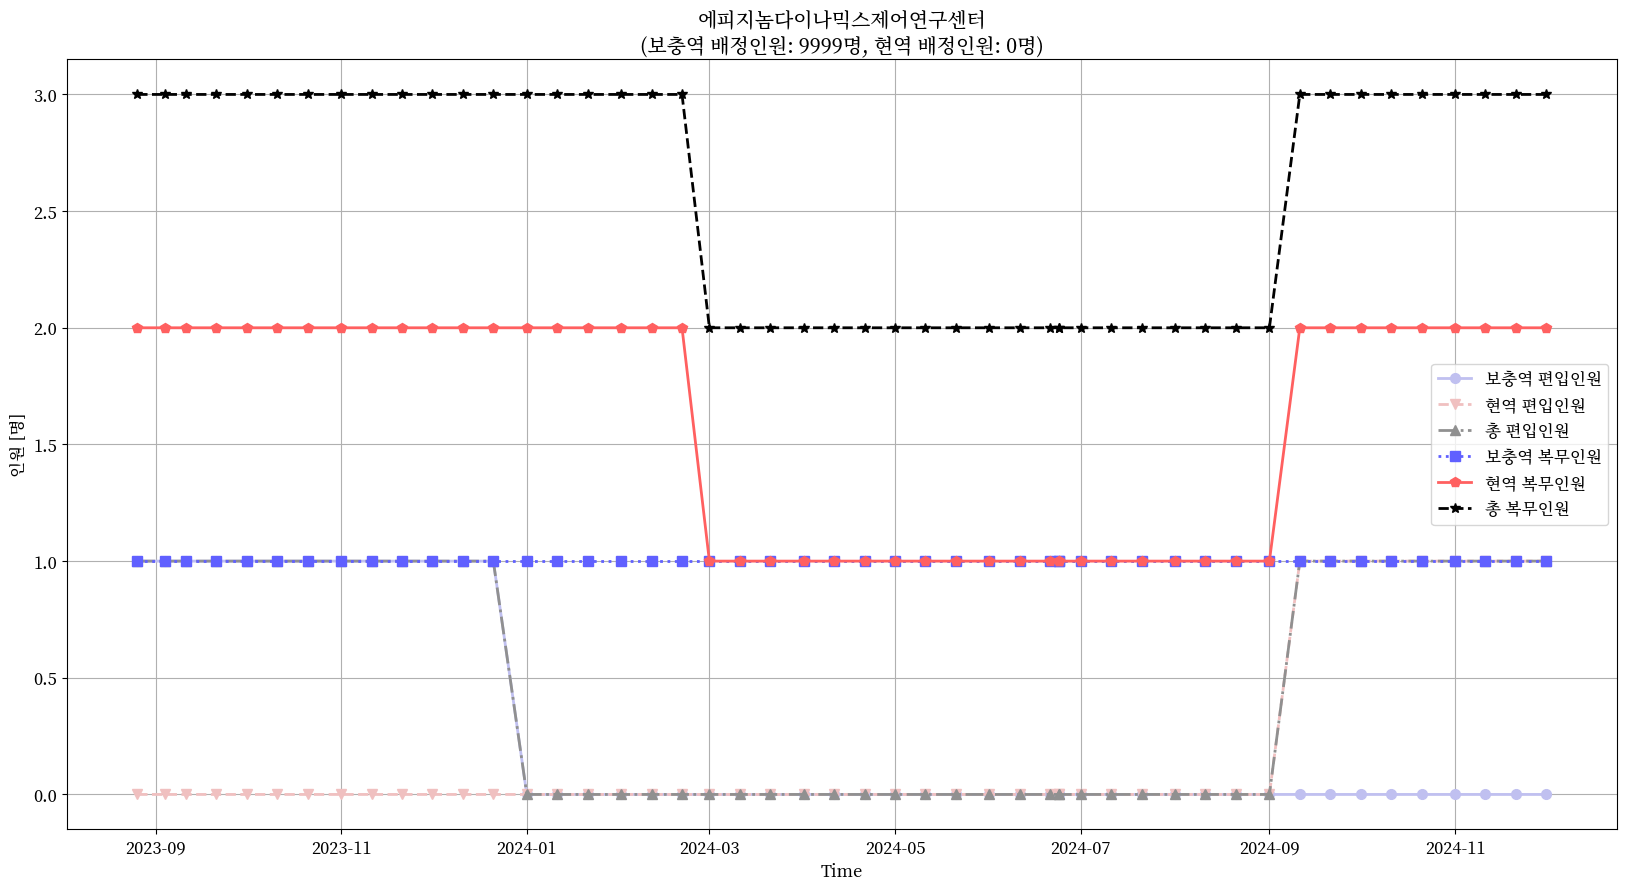 에피지놈다이나믹스제어연구센터
(보충역 배정인원: 9999명, 현역 배정인원: 0명)
3.0
2.5
2.0
1.5
1.0
0.5
0.0
인원 [명]
보충역 편입인원
현역 편입인원
총 편입인원
보충역 복무인원
현역 복무인원
총 복무인원
2023-09
2023-11
2024-01
2024-03
2024-05
2024-07
2024-09
2024-11
Time